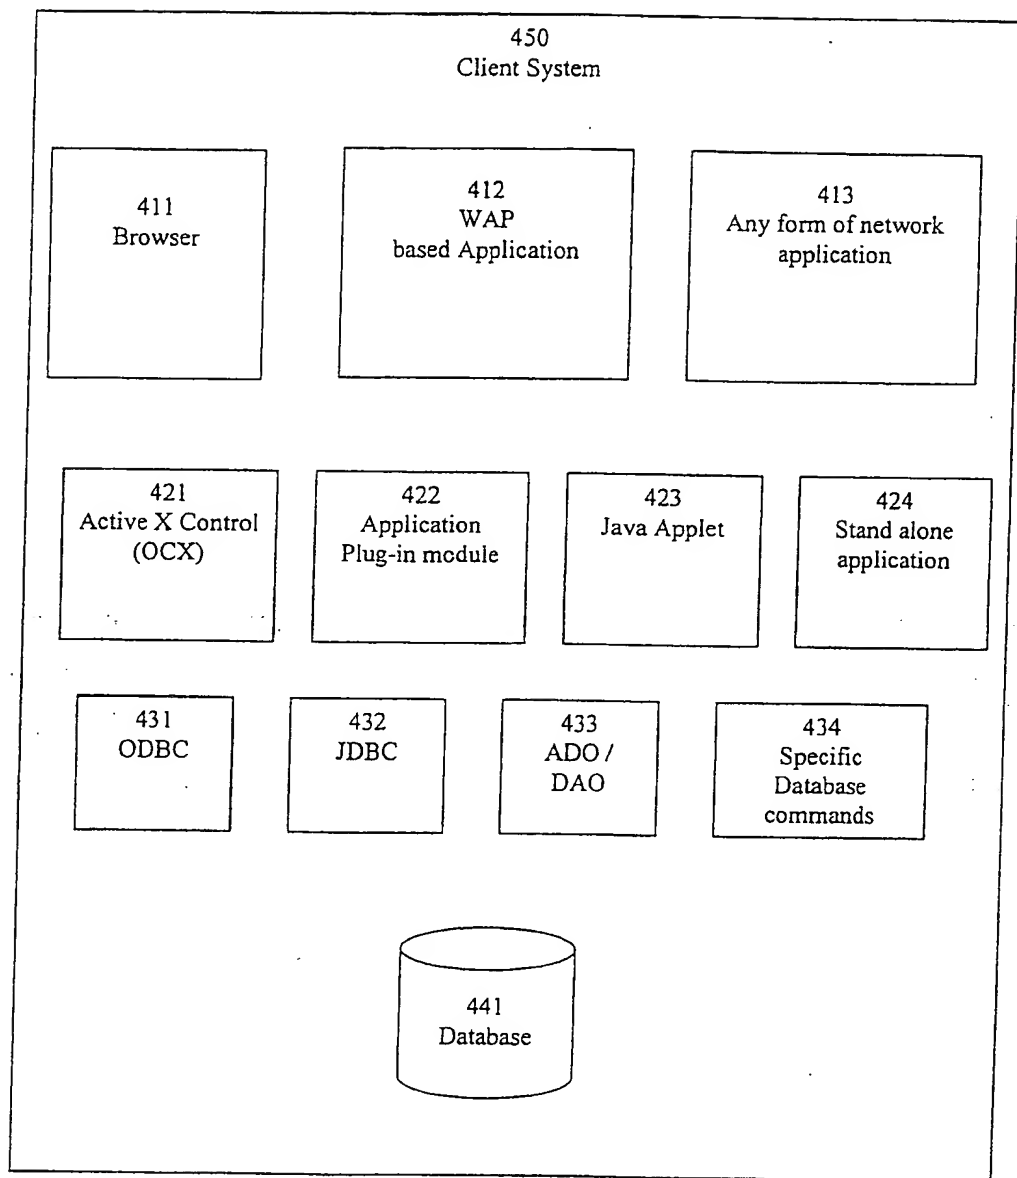 450
Client System
411
Browser
412
WAP
based Application
413
Any form of network
application
421
Active X Control
(OCX)
422
Application
Plug-in module
423
Java Applet
424
Stand alone
application
431
ODBC
432
JDBC
433
ADO /
DAO
434
Specific
Database
commands
441
Database